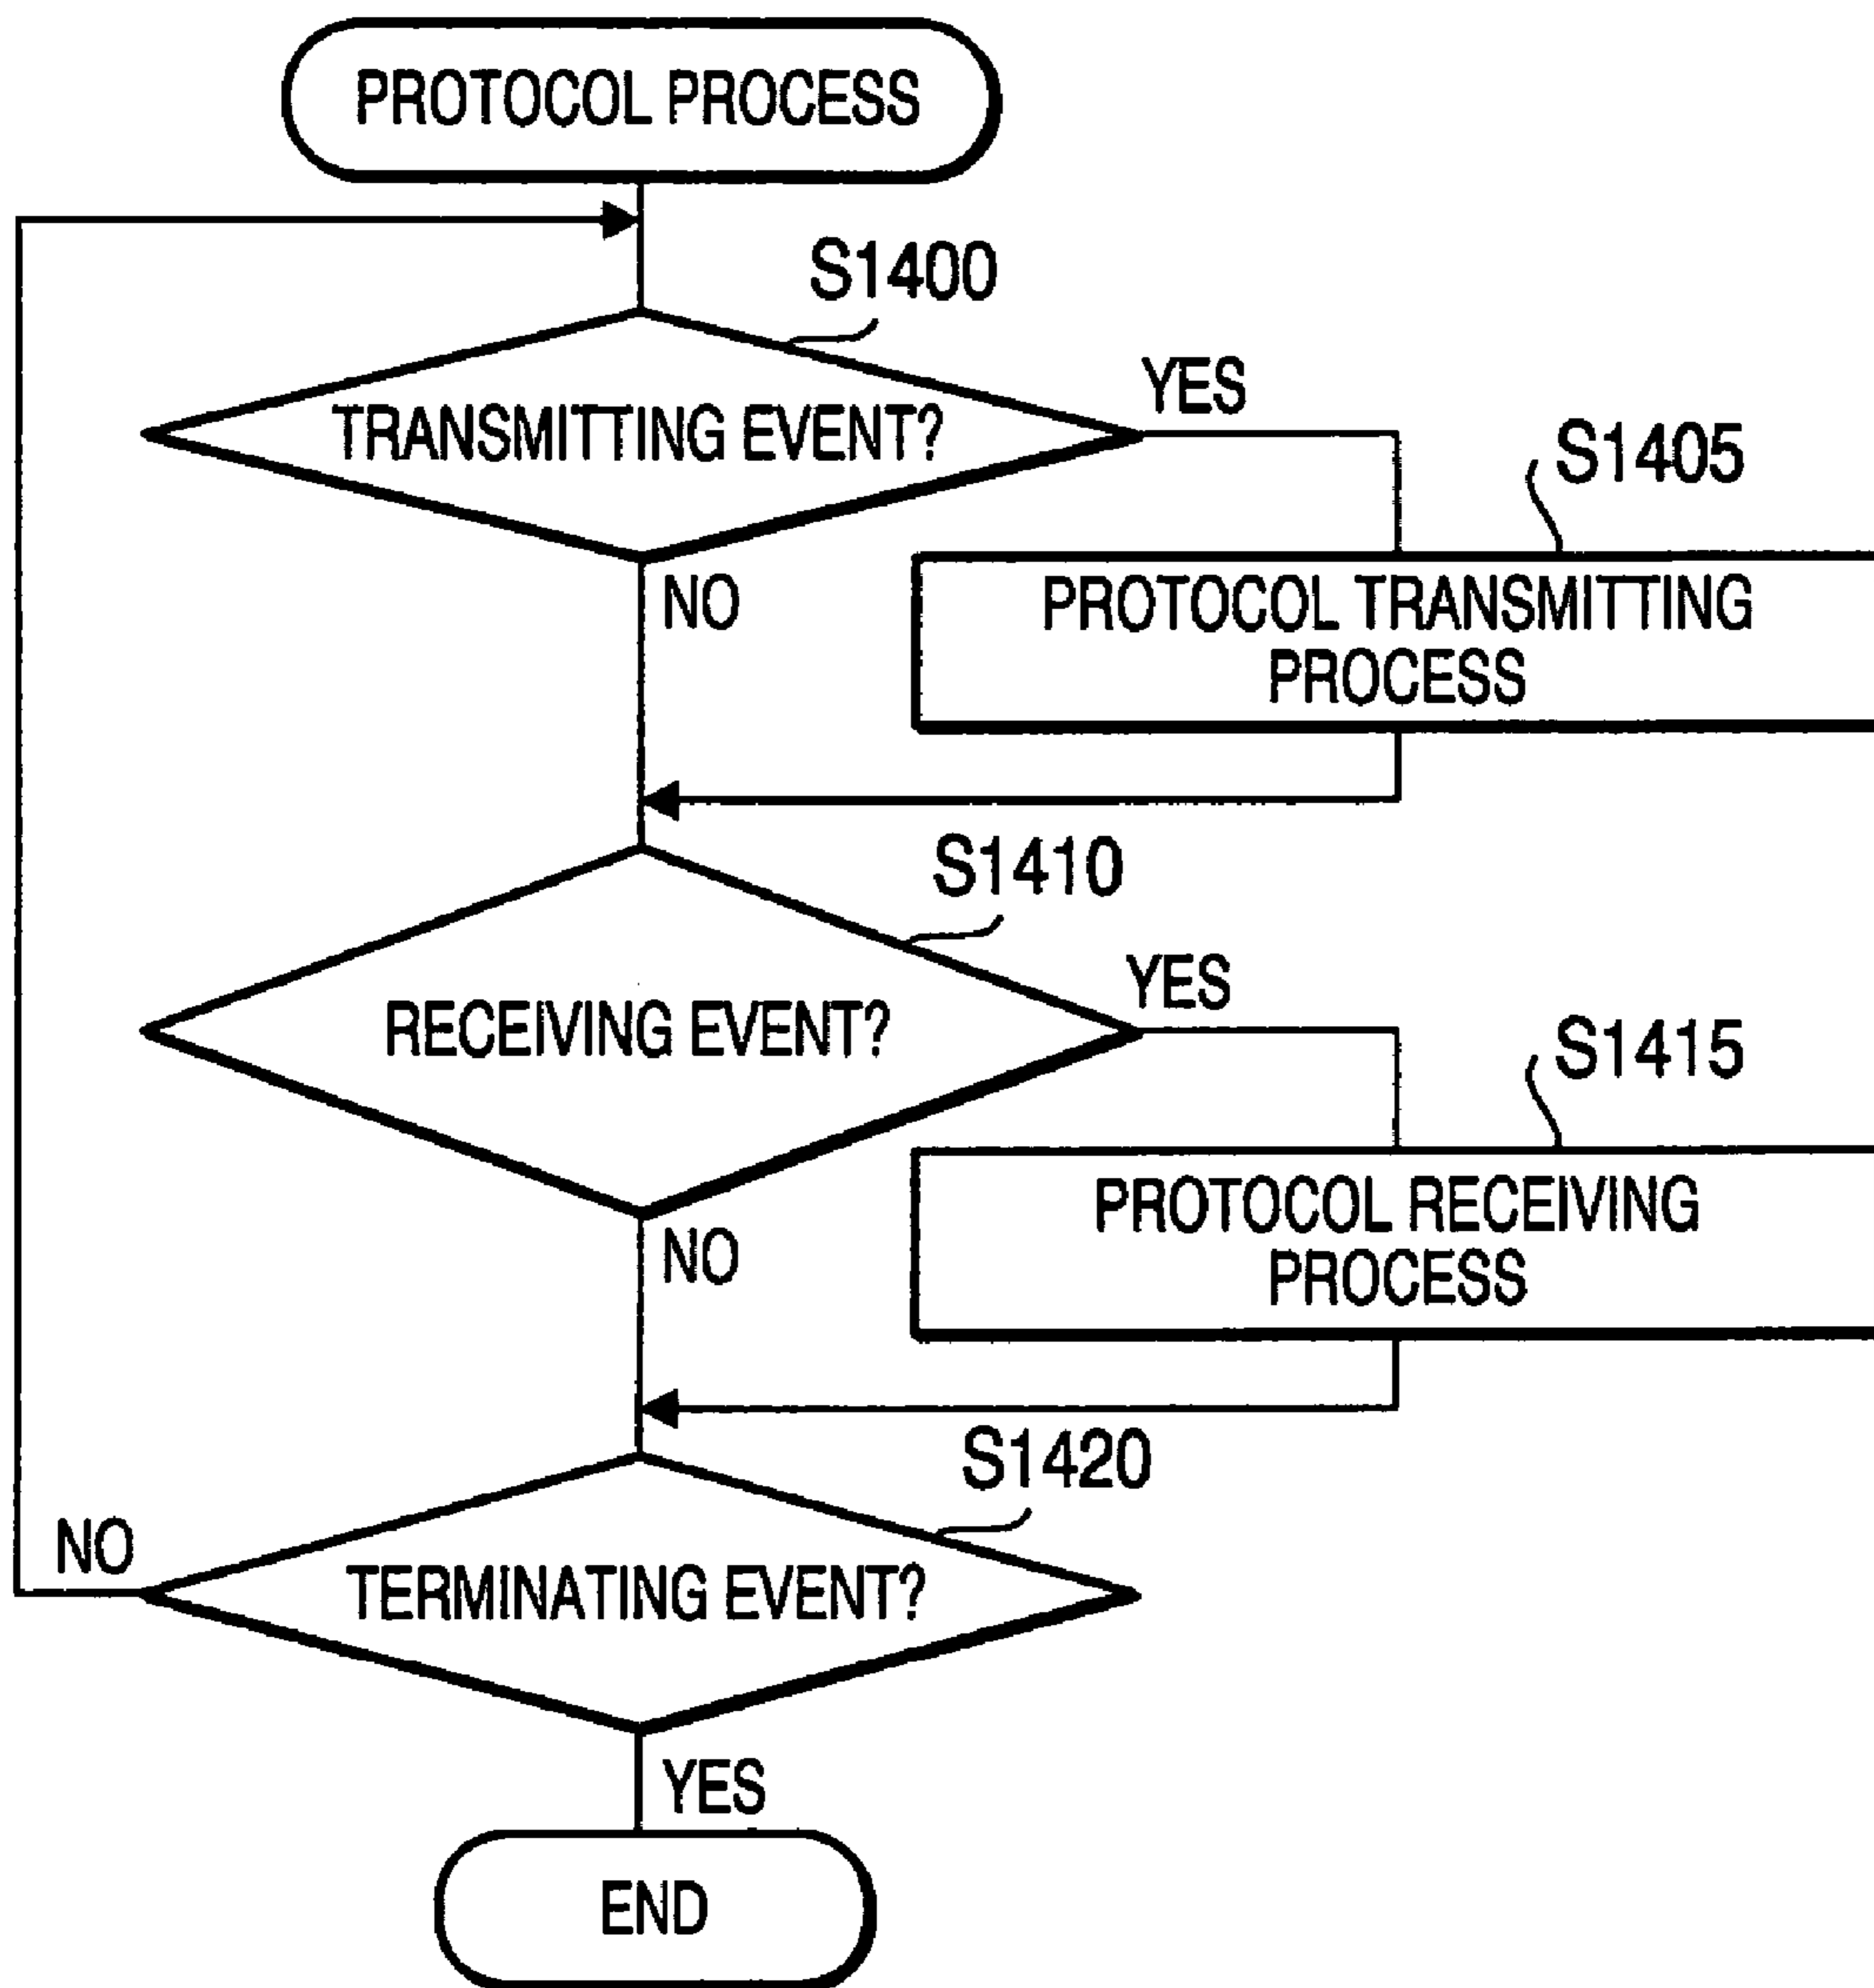 PROTOCOL PROCESS
S1400
TRANSMITTING EVENT?
YES
S1405
NO
PROTOCOL TRANSMITTING
PROCESS
S1410
RECEIVING EVENT?
YES
S1415
NO
PROTOCOL RECEIVING
PROCESS
S1420
NO
TERMINATING EVENT?
YES
END